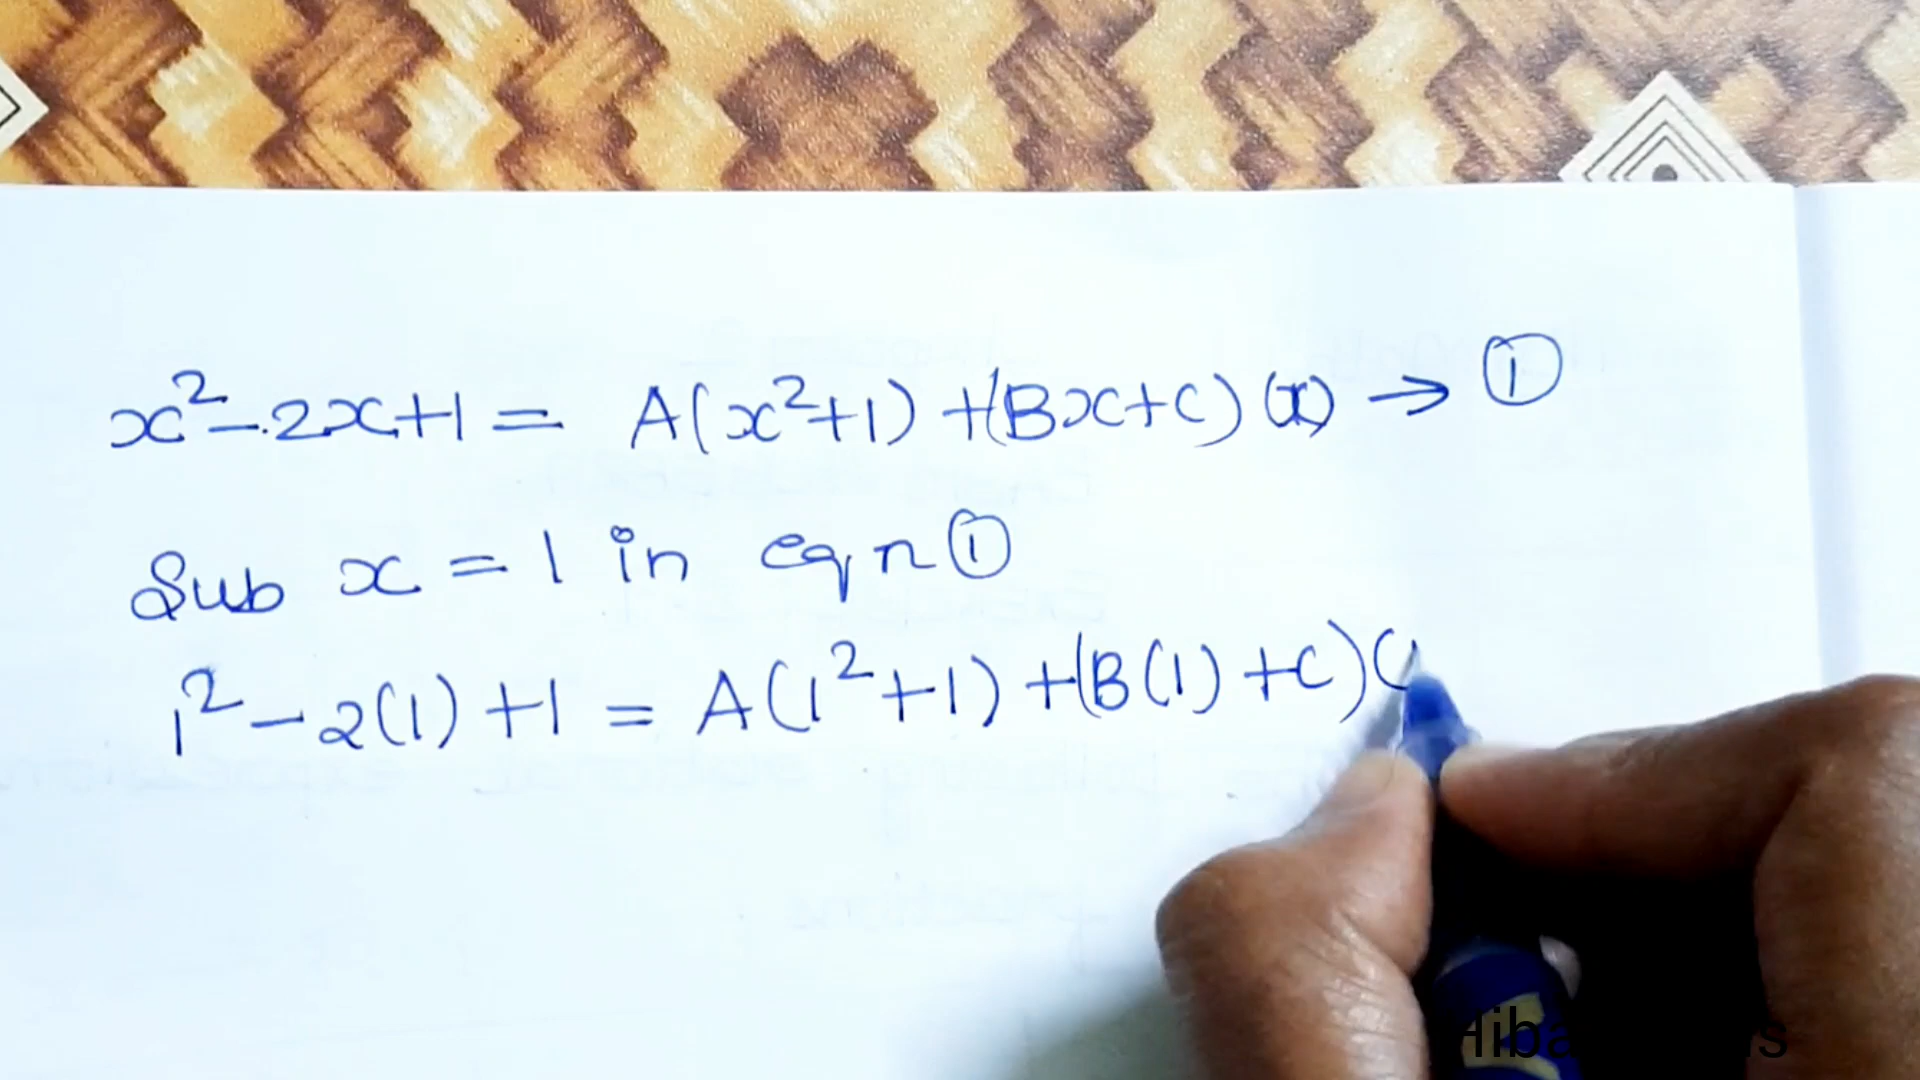 x² - 2x + 1 = A(x² + 1) + (Bx + C)(x) → ①
Sub x = 1 in eqn ①
1² - 2(1) + 1 = A(1² + 1) + (B(1) + C)(